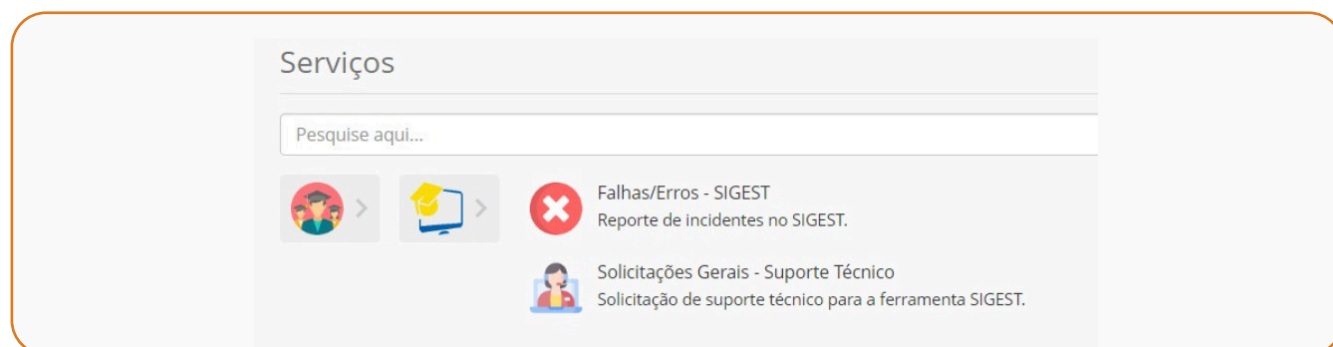 Serviços
Pesquise aqui...
Falhas/Erros - SIGEST
Reporte de incidentes no SIGEST.
Solicitações Gerais - Suporte Técnico
Solicitação de suporte técnico para a ferramenta SIGEST.